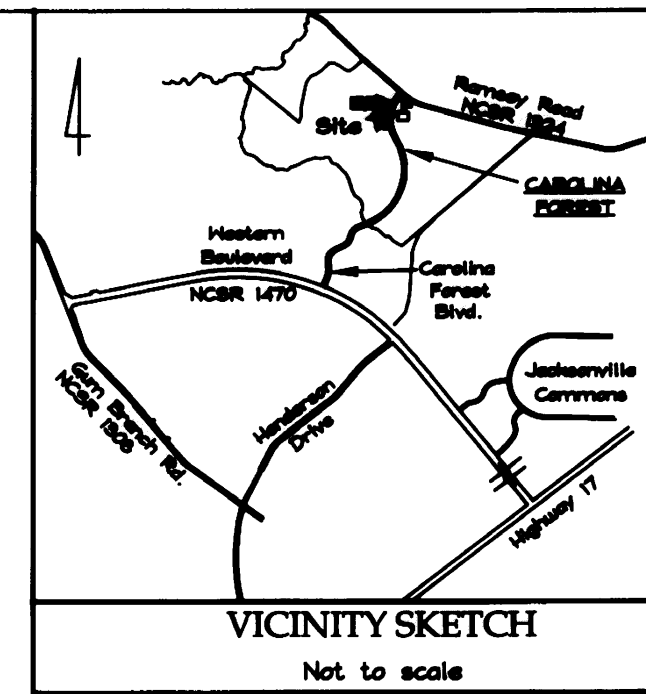 Ramsey Road
NCSR 1324
Site
CAROLINA
FOREST
Western
Boulevard
NCSR 1470
Carolina
Forest
Blvd.
Jacksonville
Commons
Gum Branch Rd.
NCSR 1308
Henderson
Drive
Highway 17
VICINITY SKETCH
Not to scale